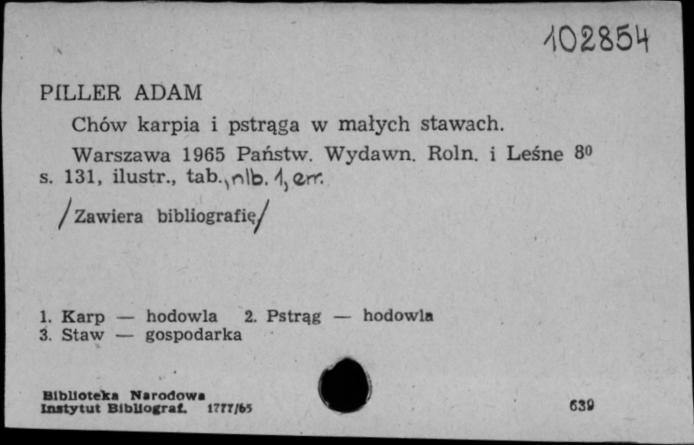 102854
PILLER ADAM
Chów karpia i pstrąga w małych stawach.
Warszawa 1965 Państw. Wydawn. Roln. i Leśne 8⁰
s. 131, ilustr., tab., nlb. 1, err.
/Zawiera bibliografię/
1. Karp — hodowla 2. Pstrąg — hodowla
3. Staw — gospodarka
Biblioteka Narodowa
Instytut Bibliograf. 1777/65
639